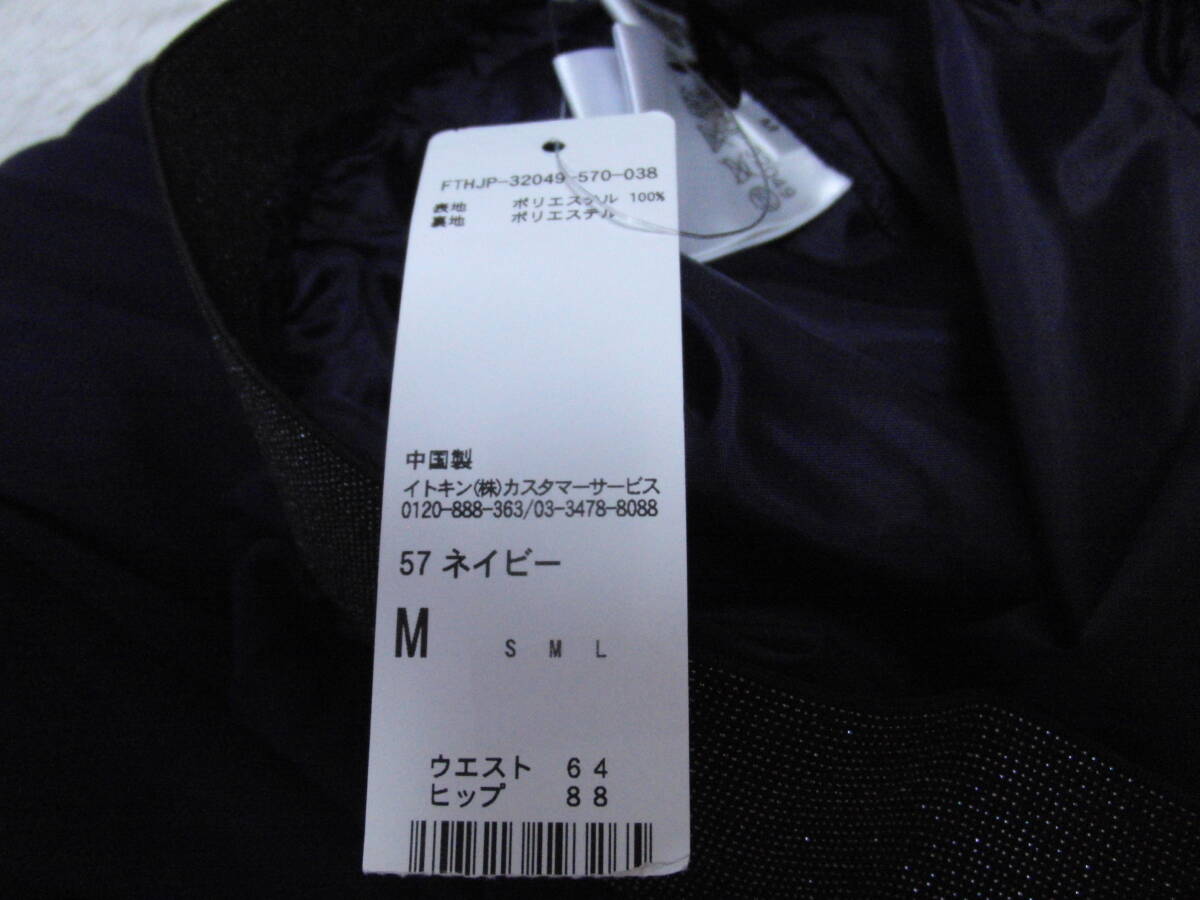 FTHJP-32049-570-038
表地 ポリエステル 100%
裏地 ポリエステル
中国製
イトキン(株)カスタマーサービス
0120-888-363/03-3478-8088
57 ネイビー
M S M L
ウエスト 64
ヒップ 88
M